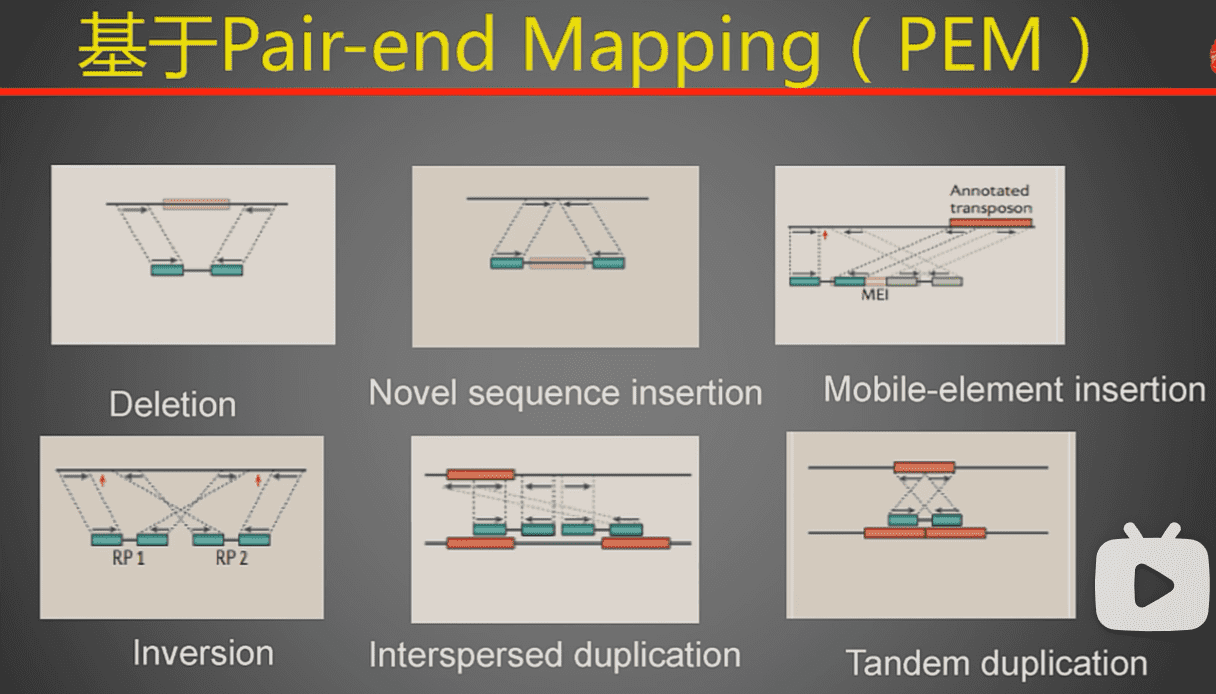 基于Pair-end Mapping（PEM）
Annotated
transposon
MEI
Deletion
Novel sequence insertion
Mobile-element insertion
RP 1
RP 2
Inversion
Interspersed duplication
Tandem duplication